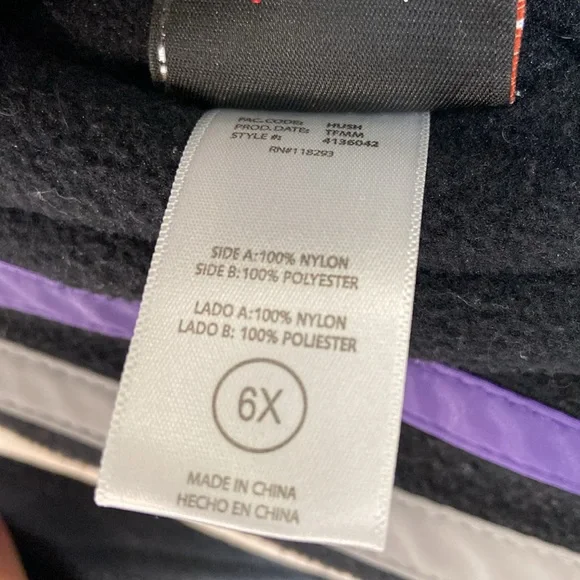 FAC. CODE: HUSH
PROD. DATE: TFMM
STYLE #: 4136042
RN#118293
SIDE A:100% NYLON
SIDE B:100% POLYESTER
LADO A:100% NYLON
LADO B: 100% POLIESTER
6X
MADE IN CHINA
HECHO EN CHINA